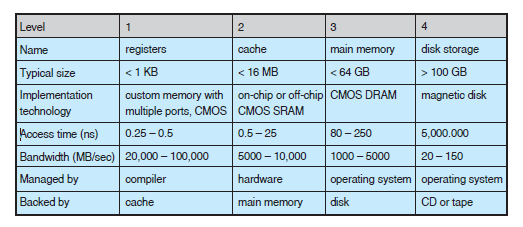 Level 1 2 3 4
Name registers cache main memory disk storage
Typical size < 1 KB < 16 MB < 64 GB > 100 GB
Implementation custom memory with on-chip or off-chip CMOS DRAM magnetic disk
technology multiple ports, CMOS CMOS SRAM
Access time (ns) 0.25 – 0.5 0.5 – 25 80 – 250 5,000.000
Bandwidth (MB/sec) 20,000 – 100,000 5000 – 10,000 1000 – 5000 20 – 150
Managed by compiler hardware operating system operating system
Backed by cache main memory disk CD or tape